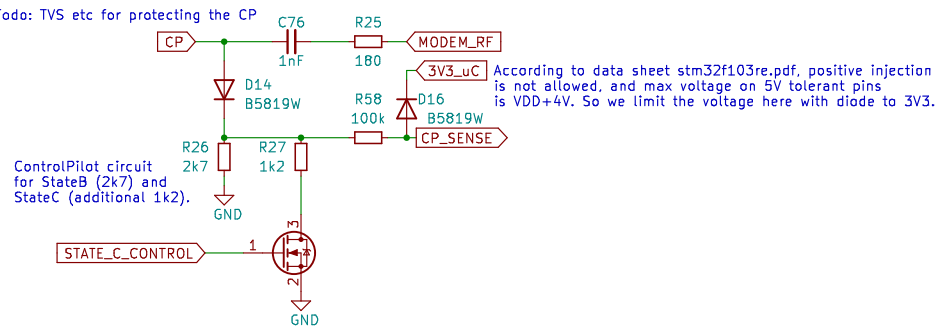 Todo: TVS etc for protecting the CP
CP
C76
1nF
R25
180
MODEM_RF
3V3_uC
According to data sheet stm32f103re.pdf, positive injection
is not allowed, and max voltage on 5V tolerant pins
is VDD+4V. So we limit the voltage here with diode to 3V3.
D14
B5819W
R58
100k
D16
B5819W
CP_SENSE
R26
2k7
R27
1k2
ControlPilot circuit
for StateB (2k7) and
StateC (additional 1k2).
GND
3
STATE_C_CONTROL
1
2
GND